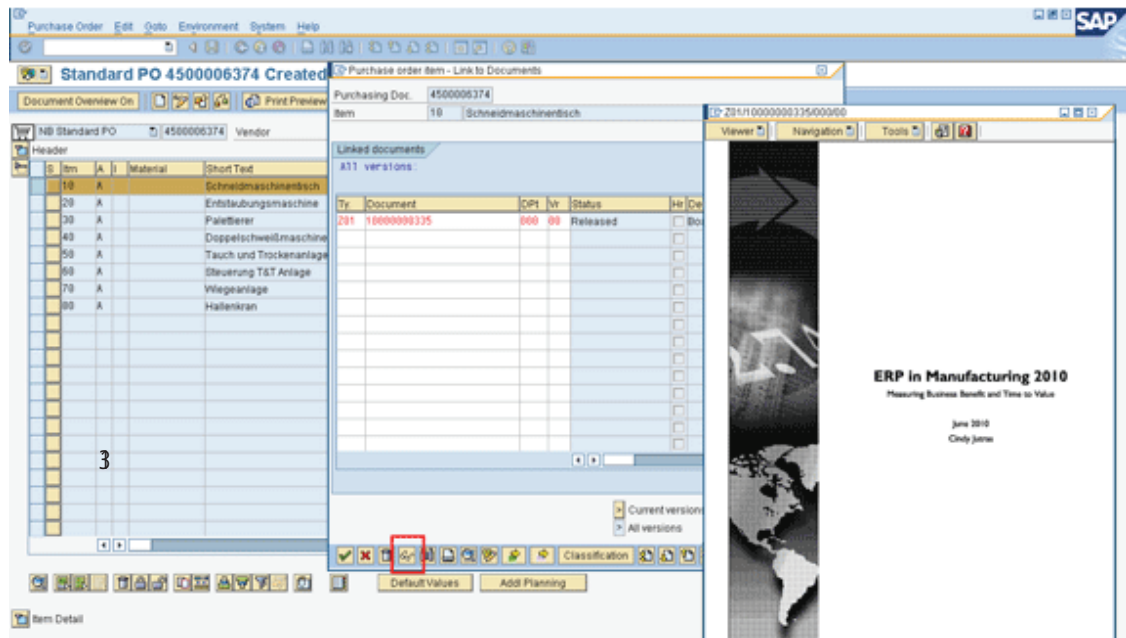 Purchase Order Edit Goto Environment System Help
SAP
Standard PO 4500006374 Created
Document Overview On Print Preview
NB Standard PO 4500006374 Vendor
Header
S Itm A I Material Short Text
10 A Schneidmaschinentisch
20 A Entstaubungsmaschine
30 A Palettierer
40 A Doppelschweißmaschine
50 A Tauch und Trockenanlage
60 A Steuerung T&T Anlage
70 A Wiegeanlage
80 A Hallenkran
3
Default Values Add Planning
Item Detail
Purchase order item - Link to Documents
Purchasing Doc. 4500006374
Item 10 Schneidmaschinentisch
Linked documents
All versions:
Ty. Document DPt Vr Status Hr De
Z01 10000000335 000 00 Released Bo
Current versions
All versions
Classification
Z01/10000000335/000/00
Viewer Navigation Tools
ERP in Manufacturing 2010
Measuring Business Benefit and Time to Value
June 2010
Cindy Jutras